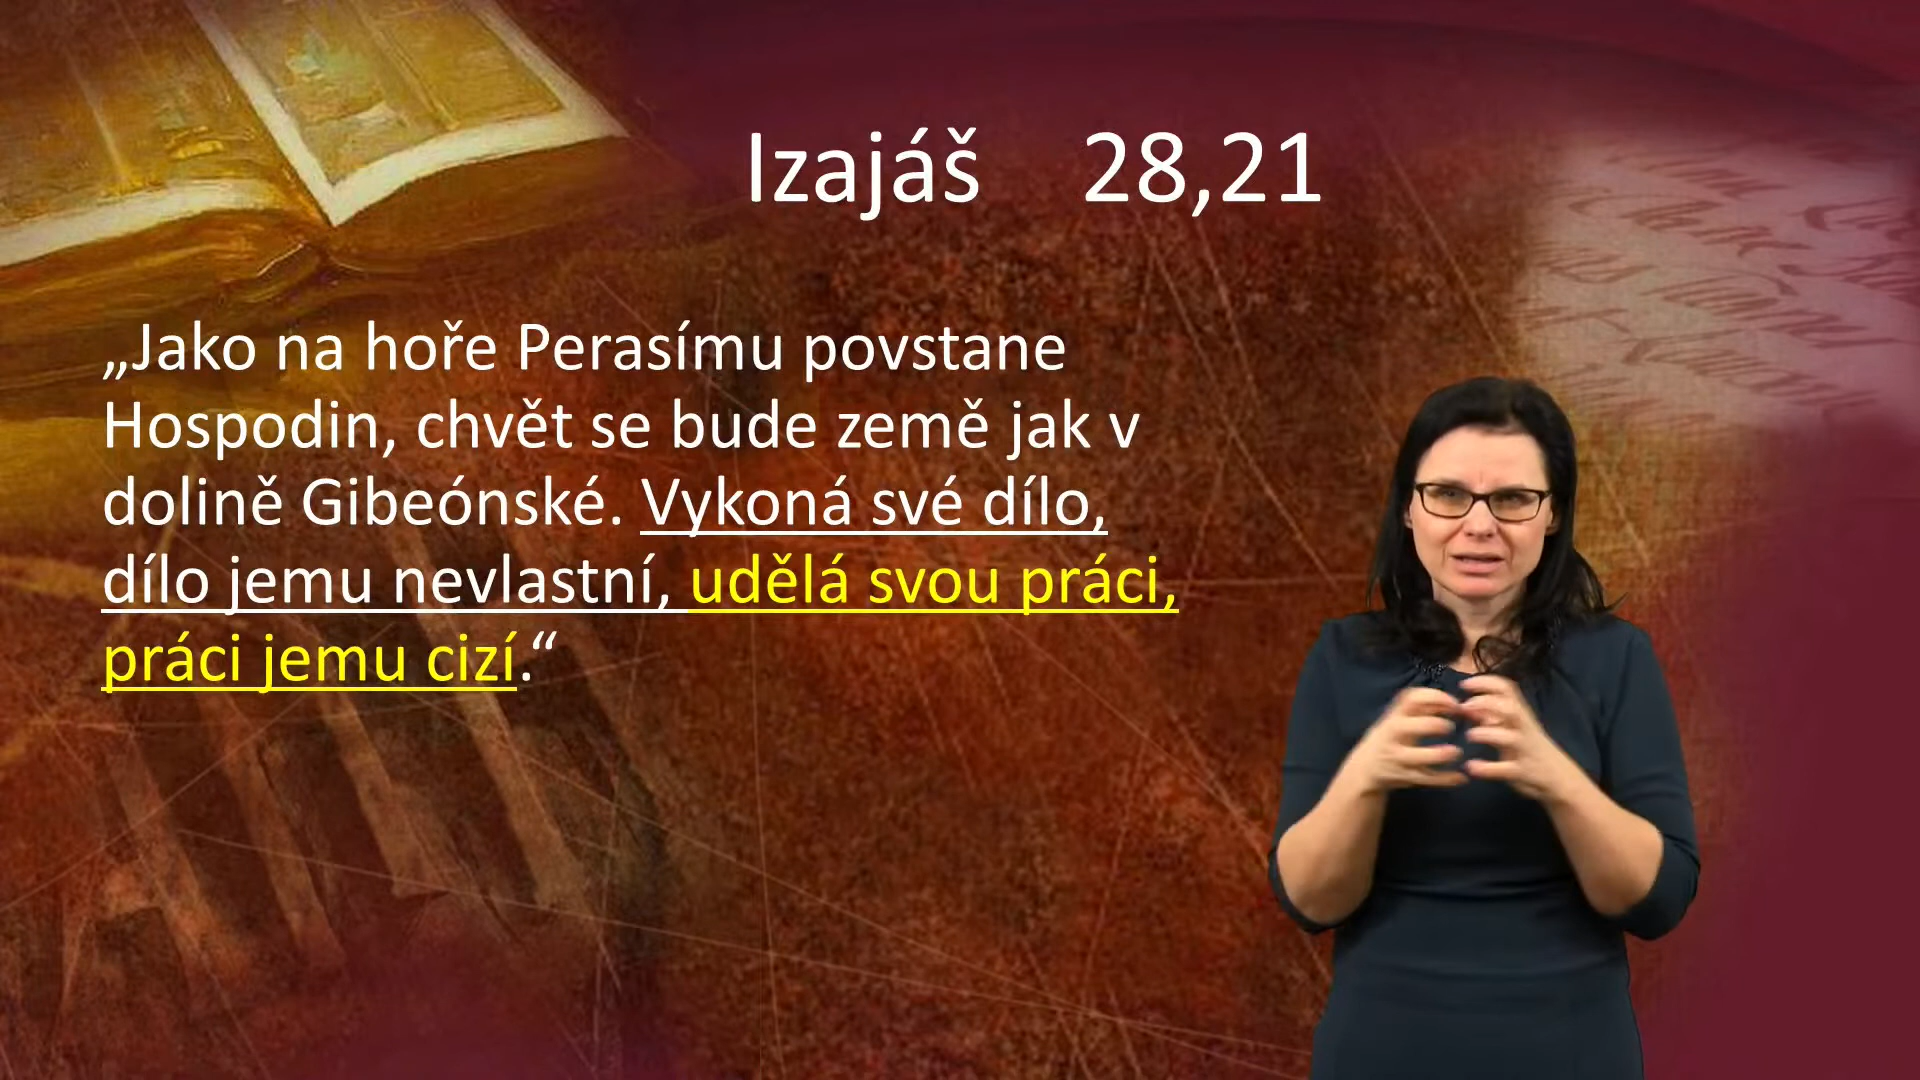 Izajáš 28,21
„Jako na hoře Perasímu povstane
Hospodin, chvět se bude země jak v
dolině Gibeónské. Vykoná své dílo,
dílo jemu nevlastní, udělá svou práci,
práci jemu cizí.“